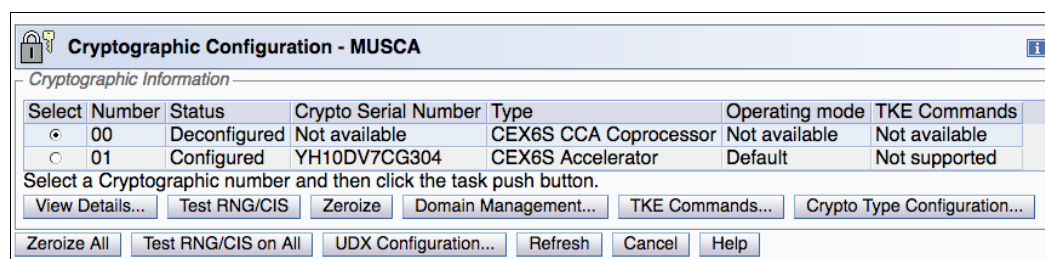 Cryptographic Configuration - MUSCA
i
Cryptographic Information
Select Number Status Crypto Serial Number Type Operating mode TKE Commands
00 Deconfigured Not available CEX6S CCA Coprocessor Not available Not available
01 Configured YH10DV7CG304 CEX6S Accelerator Default Not supported
Select a Cryptographic number and then click the task push button.
View Details... Test RNG/CIS Zeroize Domain Management... TKE Commands... Crypto Type Configuration...
Zeroize All Test RNG/CIS on All UDX Configuration... Refresh Cancel Help